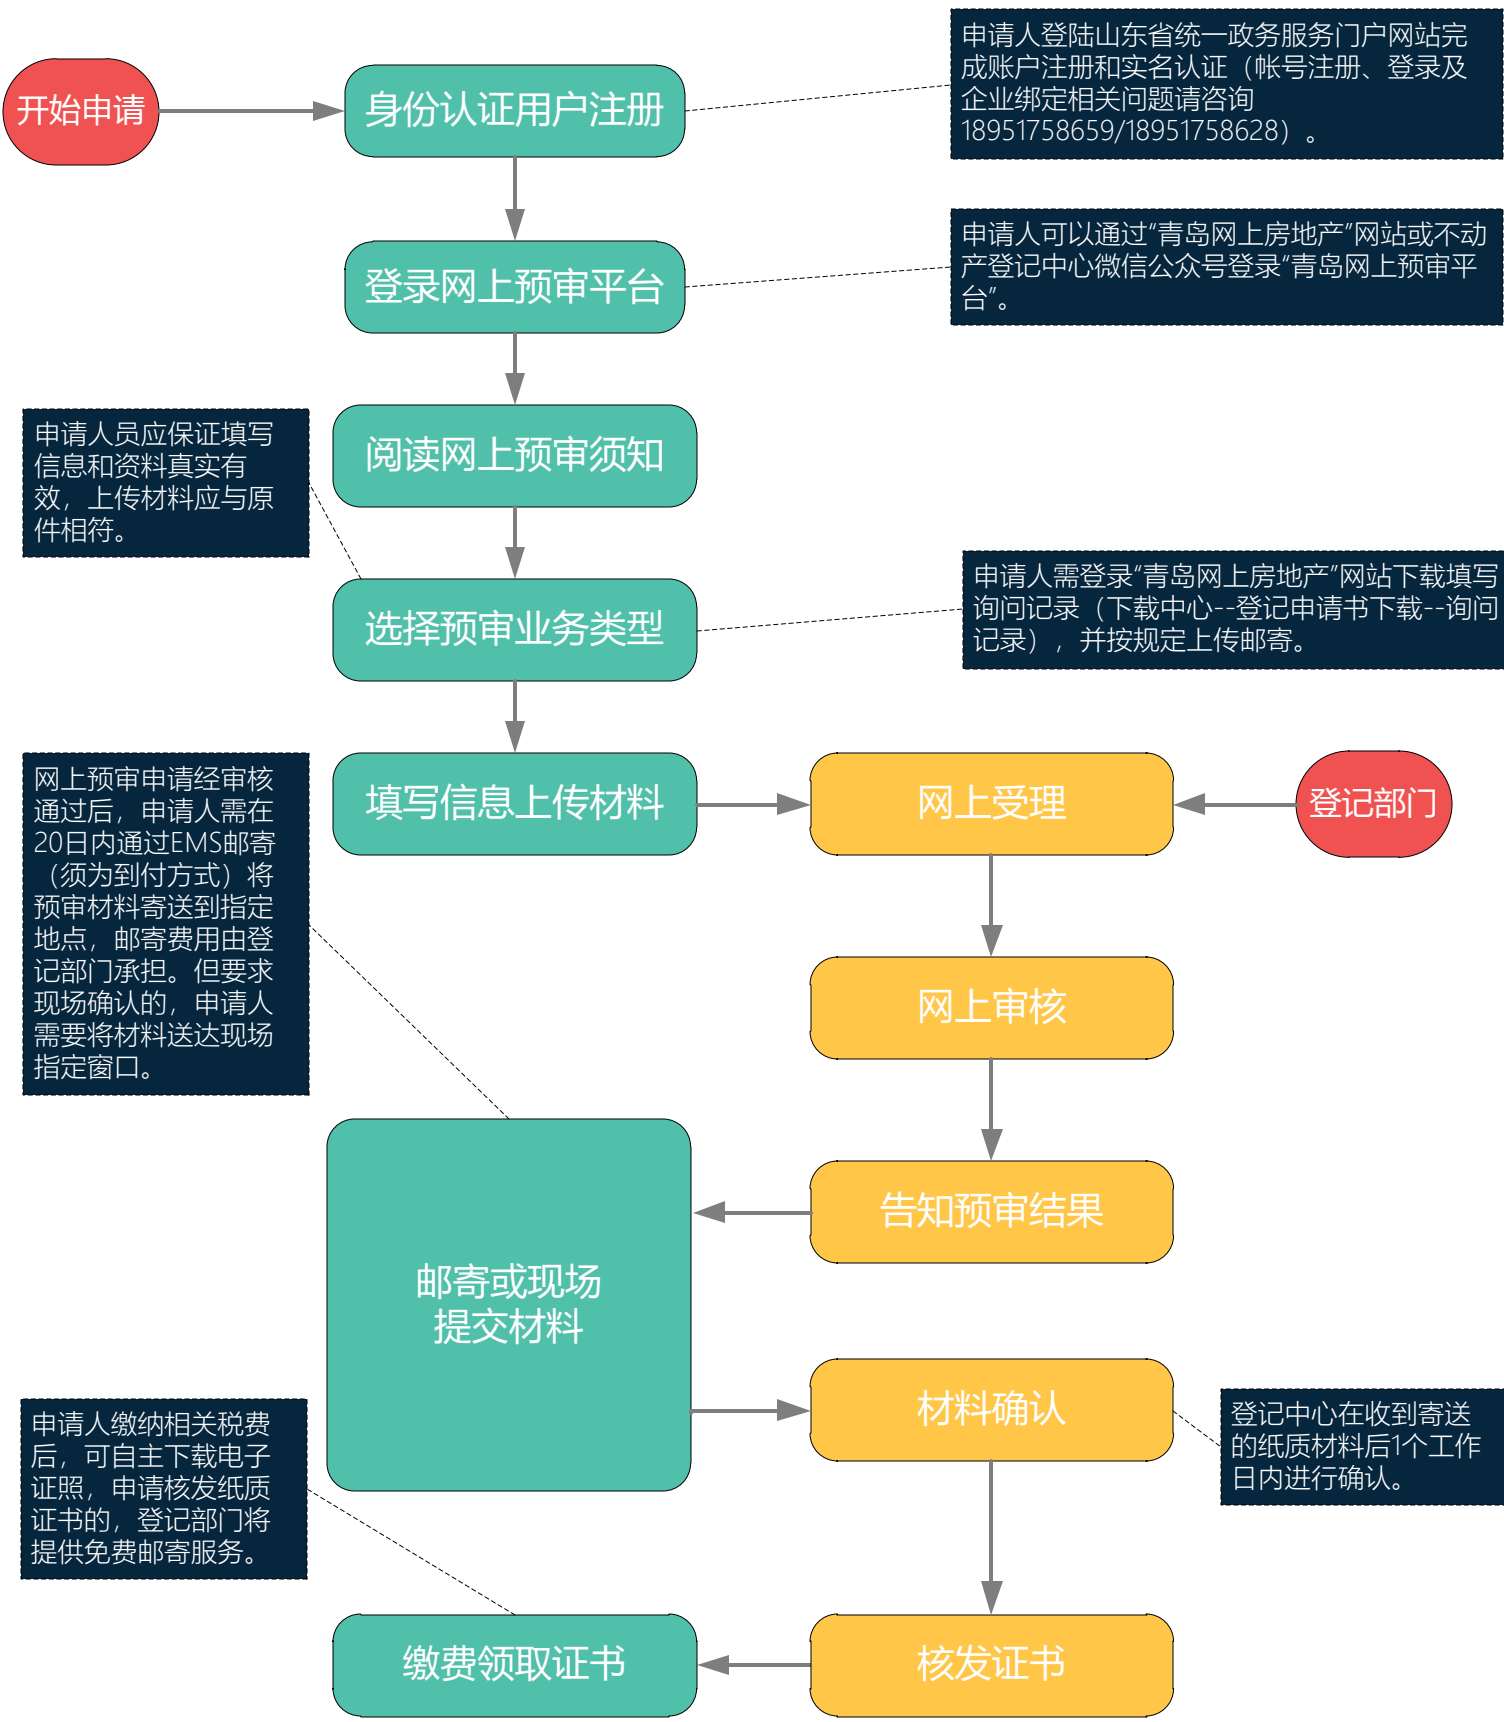 申请人登陆山东省统一政务服务门户网站完
成账户注册和实名认证（帐号注册、登录及
企业绑定相关问题请咨询
18951758659/18951758628）。
开始申请
身份认证用户注册
申请人可以通过“青岛网上房地产”网站或不动
产登记中心微信公众号登录“青岛网上预审平
台”。
登录网上预审平台
申请人员应保证填写
信息和资料真实有
效，上传材料应与原
件相符。
阅读网上预审须知
申请人需登录“青岛网上房地产”网站下载填写
询问记录（下载中心--登记申请书下载--询问
记录），并按规定上传邮寄。
选择预审业务类型
网上预审申请经审核
通过后，申请人需在
20日内通过EMS邮寄
（须为到付方式）将
预审材料寄送到指定
地点，邮寄费用由登
记部门承担。但要求
现场确认的，申请人
需要将材料送达现场
指定窗口。
填写信息上传材料
网上受理
登记部门
网上审核
告知预审结果
邮寄或现场
提交材料
材料确认
登记中心在收到寄送
的纸质材料后1个工作
日内进行确认。
申请人缴纳相关税费
后，可自主下载电子
证照，申请核发纸质
证书的，登记部门将
提供免费邮寄服务。
缴费领取证书
核发证书